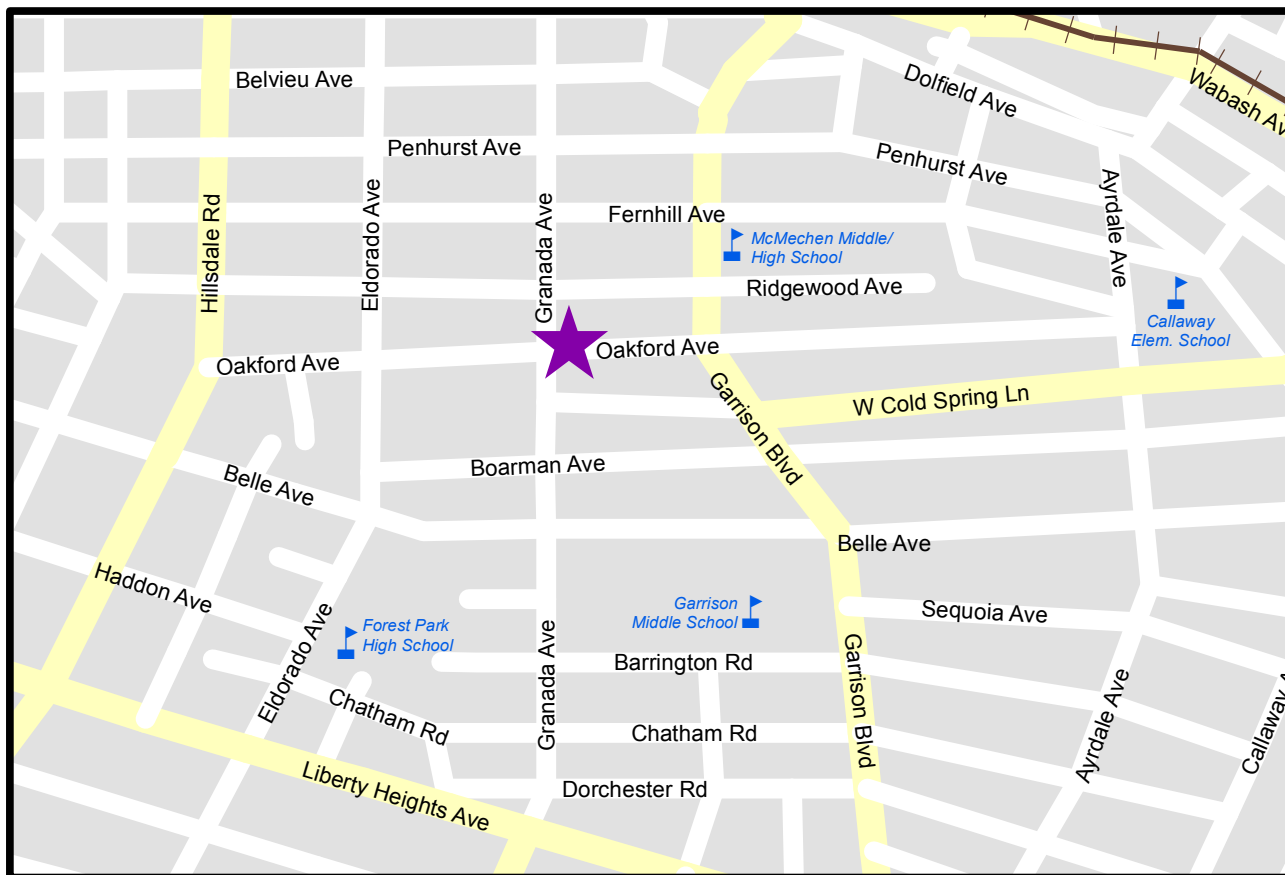 Belvieu Ave
Dolfield Ave
Wabash Av
Penhurst Ave
Penhurst Ave
Hillsdale Rd
Eldorado Ave
Granada Ave
Fernhill Ave
Ayrdale Ave
McMechen Middle/
High School
Ridgewood Ave
Callaway
Elem. School
Oakford Ave
Oakford Ave
Garrison Blvd
W Cold Spring Ln
Boarman Ave
Belle Ave
Belle Ave
Haddon Ave
Eldorado Ave
Forest Park
High School
Garrison
Middle School
Sequoia Ave
Granada Ave
Barrington Rd
Garrison Blvd
Chatham Rd
Chatham Rd
Ayrdale Ave
Callaway A
Liberty Heights Ave
Dorchester Rd